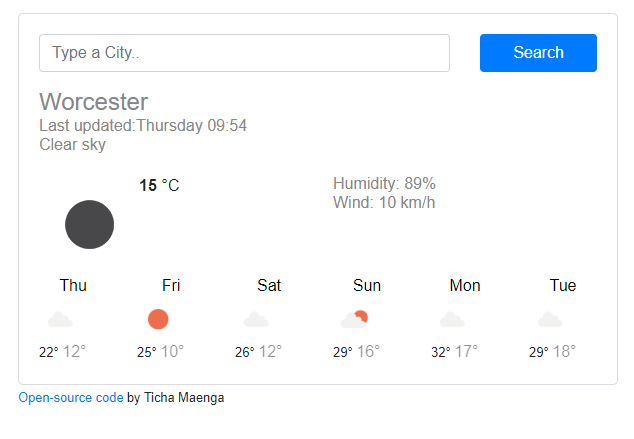 Type a City..
Search
Worcester
Last updated:Thursday 09:54
Clear sky
15 °C
Humidity: 89%
Wind: 10 km/h
Thu Fri Sat Sun Mon Tue
22° 12° 25° 10° 26° 12° 29° 16° 32° 17° 29° 18°
Open-source code by Ticha Maenga